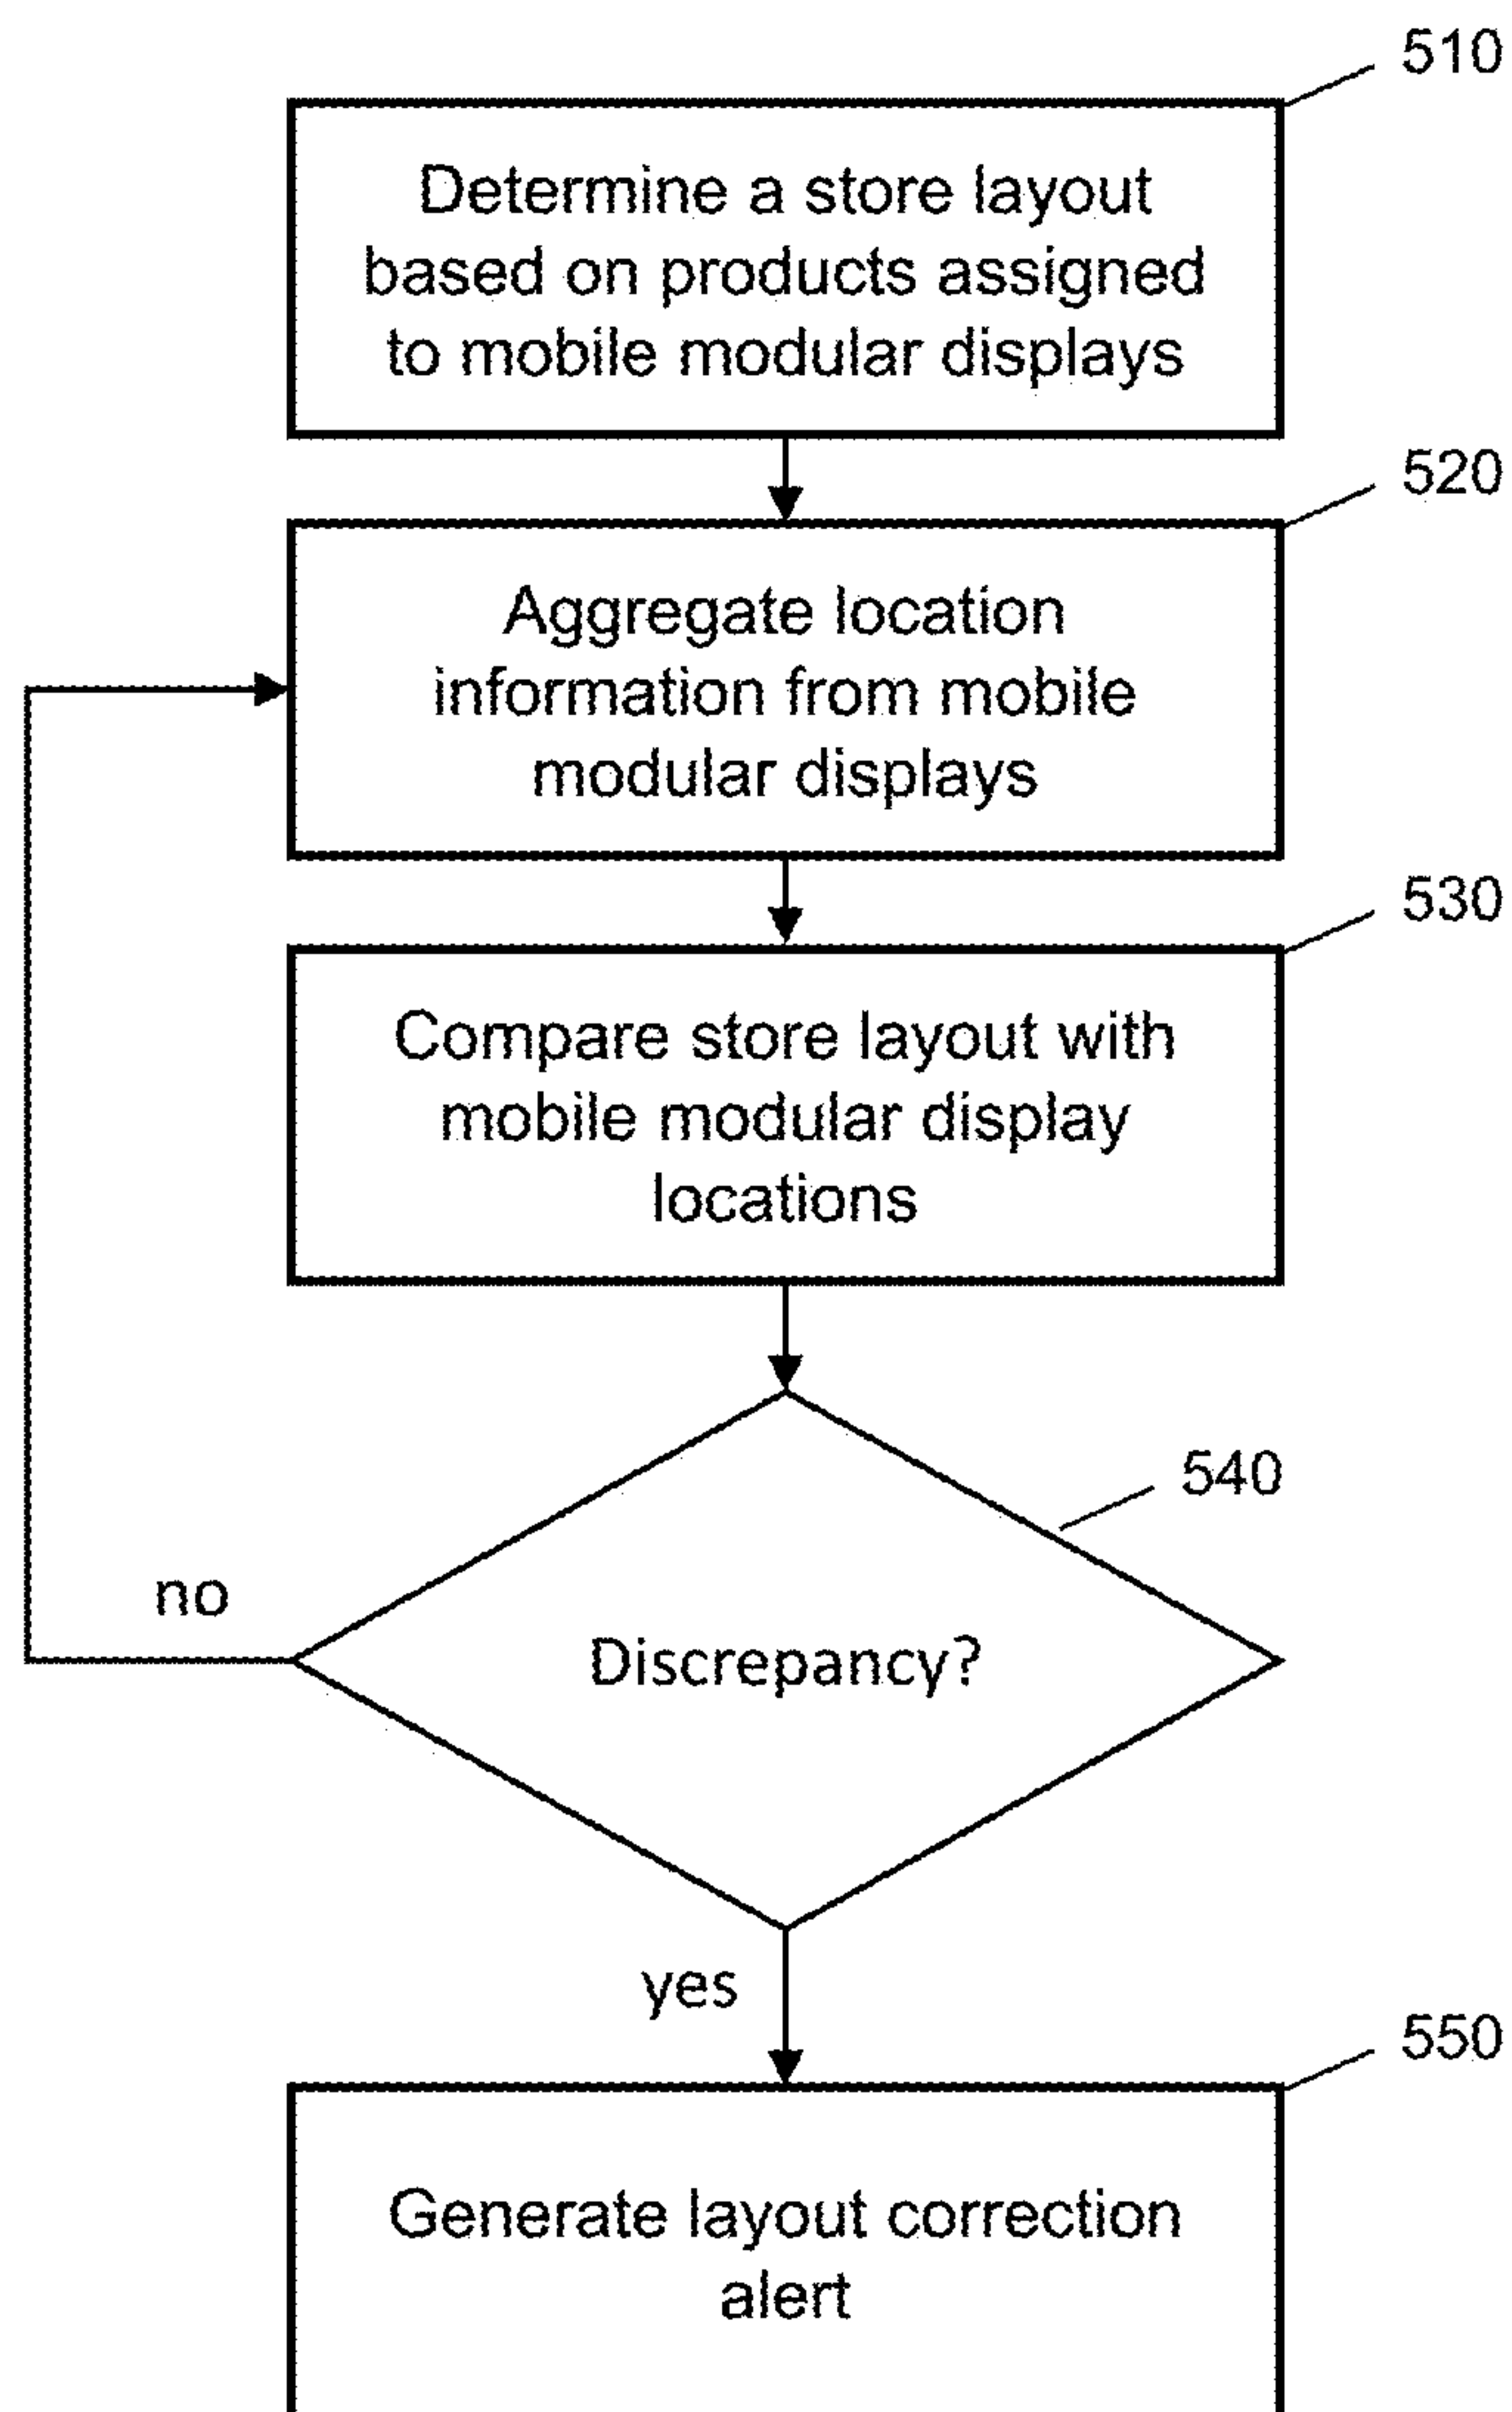 510
Determine a store layout
based on products assigned
to mobile modular displays
520
Aggregate location
information from mobile
modular displays
530
Compare store layout with
mobile modular display
locations
540
no
Discrepancy?
yes
550
Generate layout correction
alert